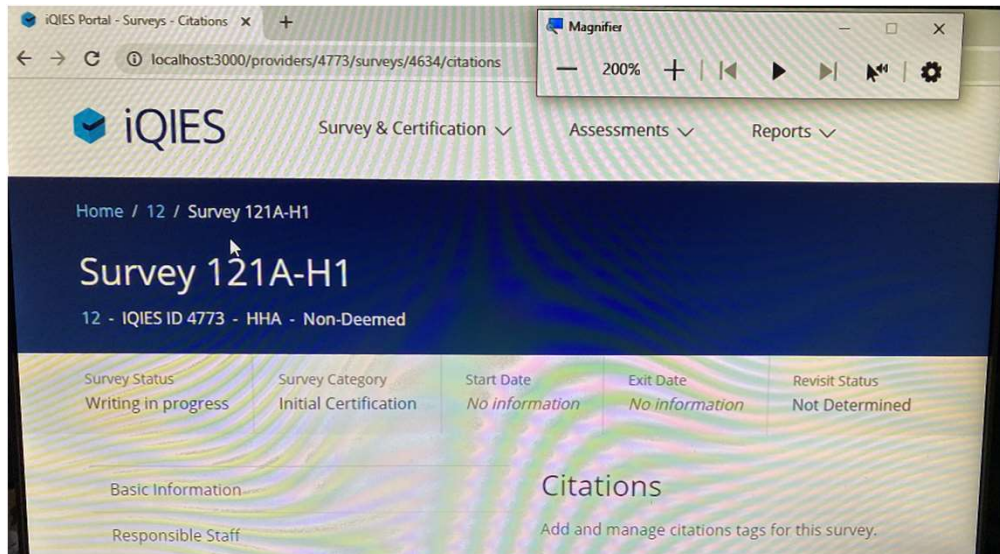 iQIES Portal - Surveys - Citations
Magnifier
localhost:3000/providers/4773/surveys/4634/citations
200%
iQIES
Survey & Certification
Assessments
Reports
Home / 12 / Survey 121A-H1
Survey 121A-H1
12 - IQIES ID 4773 - HHA - Non-Deemed
Survey Status
Writing in progress
Survey Category
Initial Certification
Start Date
No information
Exit Date
No information
Revisit Status
Not Determined
Basic Information
Responsible Staff
Citations
Add and manage citations tags for this survey.